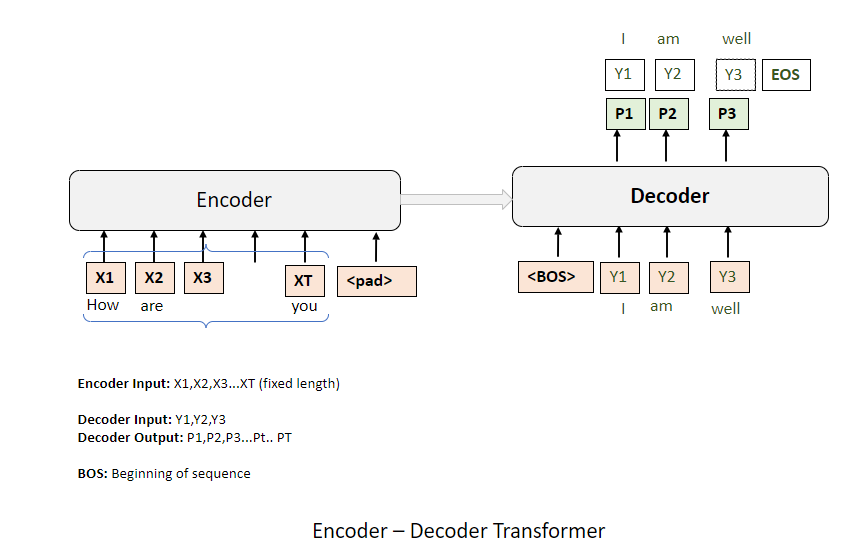 I am well
Y1 Y2 Y3 EOS
P1 P2 P3
Encoder
Decoder
X1 X2 X3 XT <pad>
<BOS> Y1 Y2 Y3
How are you
I am well
Encoder Input: X1,X2,X3...XT (fixed length)
Decoder Input: Y1,Y2,Y3
Decoder Output: P1,P2,P3...Pt.. PT
BOS: Beginning of sequence
Encoder – Decoder Transformer